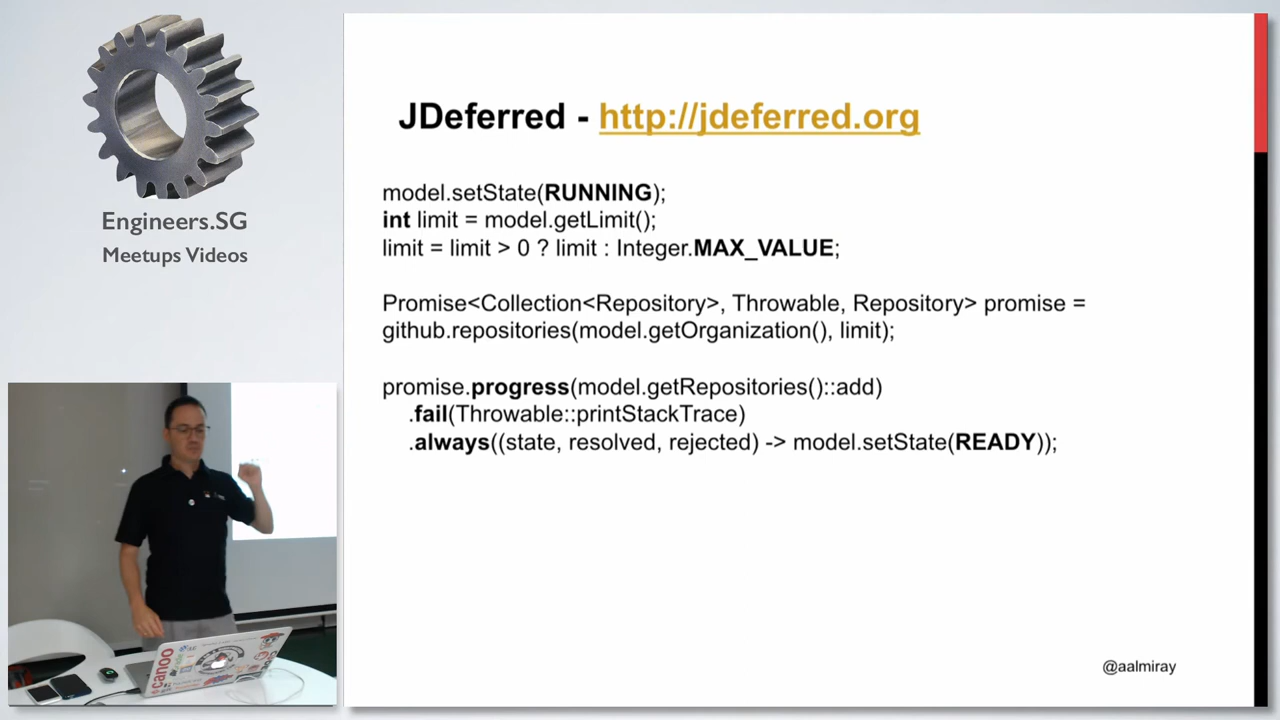 Engineers.SG
Meetups Videos
JDeferred - http://jdeferred.org
model.setState(RUNNING);
int limit = model.getLimit();
limit = limit > 0 ? limit : Integer.MAX_VALUE;
Promise<Collection<Repository>, Throwable, Repository> promise =
github.repositories(model.getOrganization(), limit);
promise.progress(model.getRepositories()::add)
.fail(Throwable::printStackTrace)
.always((state, resolved, rejected) -> model.setState(READY));
@aalmiray
canoo